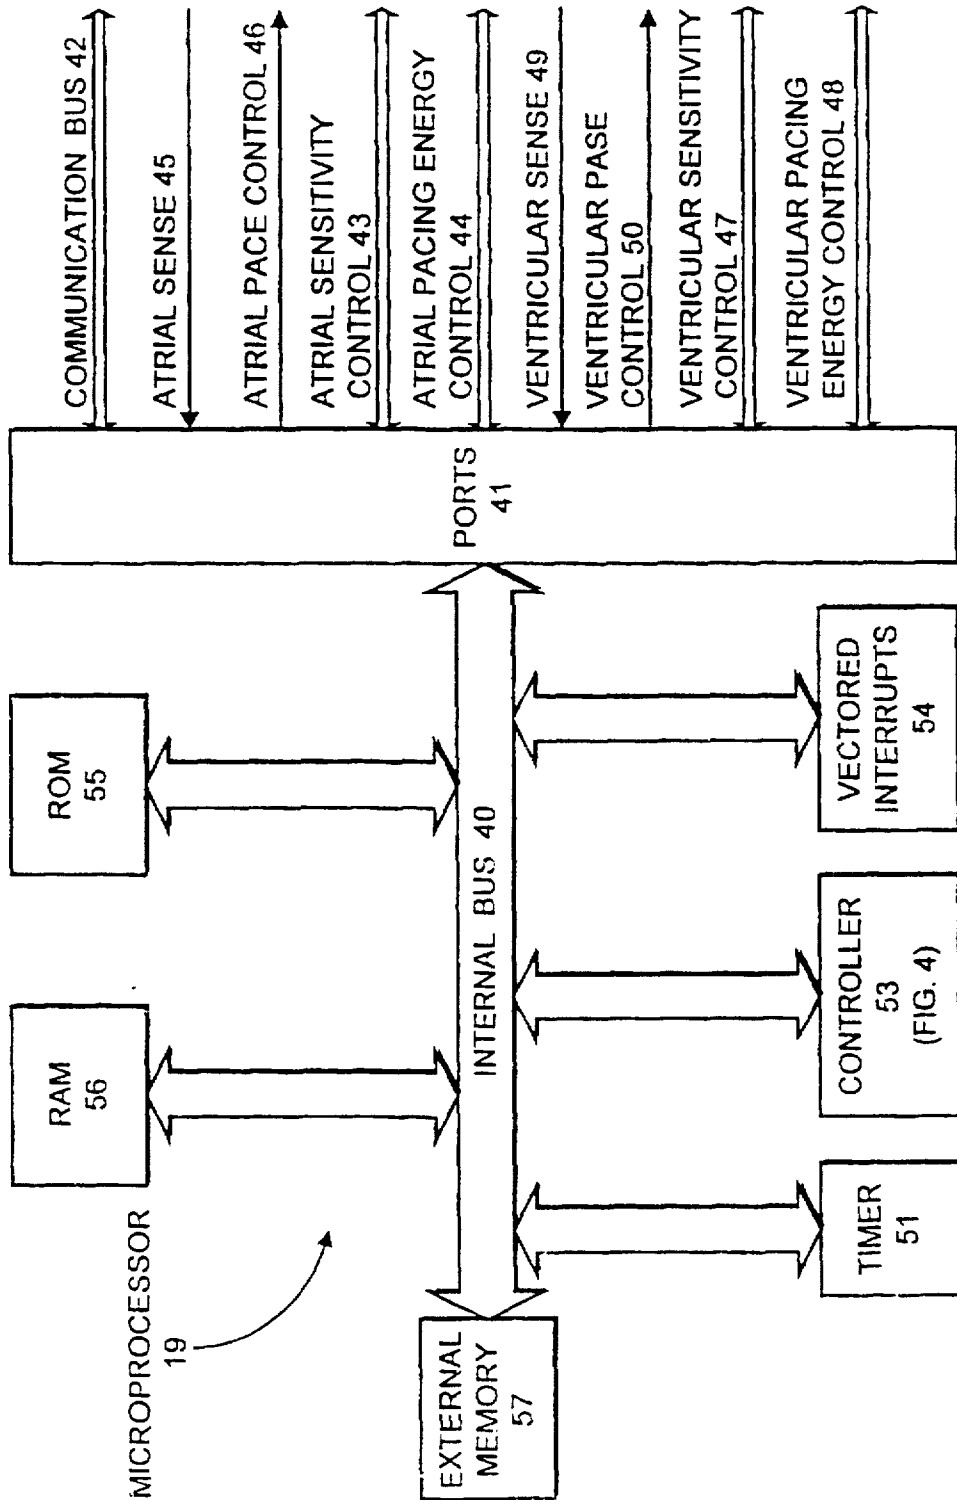 MICROPROCESSOR
19
RAM
56
ROM
55
EXTERNAL
MEMORY
57
INTERNAL BUS 40
TIMER
51
CONTROLLER
53
(FIG. 4)
VECTORED
INTERRUPTS
54
PORTS
41
COMMUNICATION BUS 42
ATRIAL SENSE 45
ATRIAL PACE CONTROL 46
ATRIAL SENSITIVITY
CONTROL 43
ATRIAL PACING ENERGY
CONTROL 44
VENTRICULAR SENSE 49
VENTRICULAR PASE
CONTROL 50
VENTRICULAR SENSITIVITY
CONTROL 47
VENTRICULAR PACING
ENERGY CONTROL 48